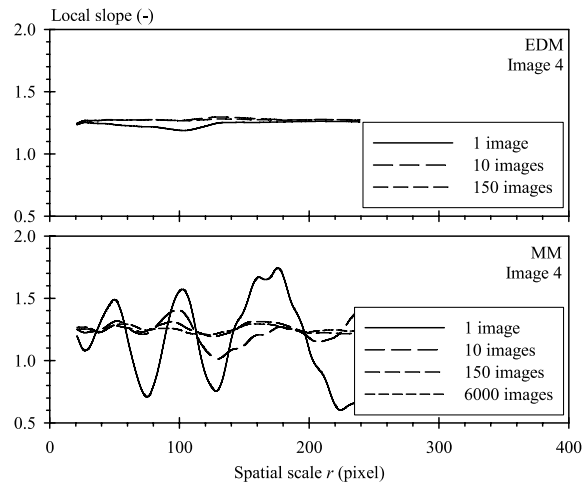 Local slope (-)
2.0
EDM
Image 4
1.5
1 image
1.0
10 images
150 images
0.5
2.0
MM
Image 4
1.5
1 image
10 images
1.0
150 images
6000 images
0.5
0 100 200 300 400
Spatial scale r (pixel)